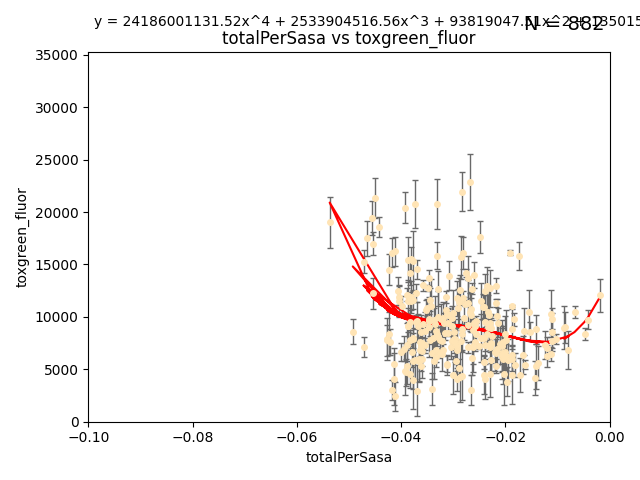 y = 24186001131.52x^4 + 2533904516.56x^3 + 93819047.
N = 882
totalPerSasa vs toxgreen_fluor
35000
30000
25000
20000
15000
10000
5000
0
toxgreen_fluor
−0.10
−0.08
−0.06
−0.04
−0.02
0.00
totalPerSasa